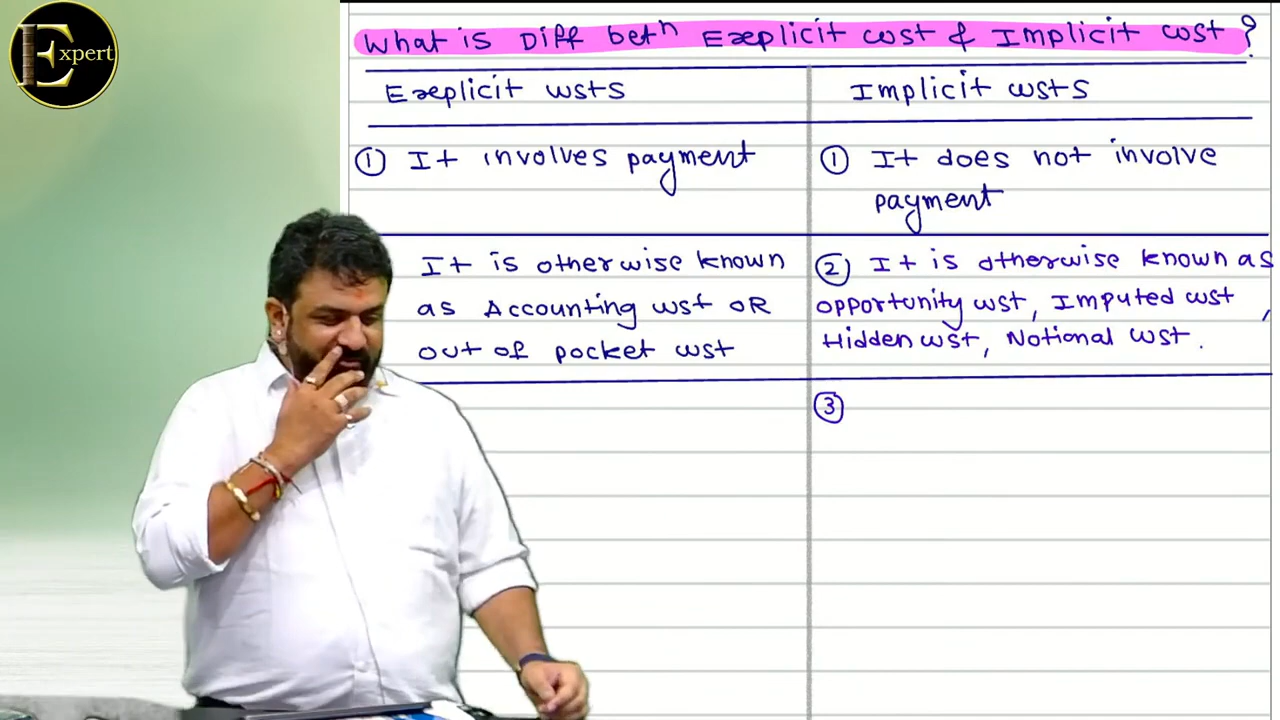 Expert
What is Diff betn Explicit cost & Implicit cost ?
Explicit costs
Implicit costs
① It involves payment
① It does not involve
payment
It is otherwise known
as Accounting cost OR
out of pocket cost
② It is otherwise known as
opportunity cost, Imputed cost ,
Hidden cost, Notional cost.
③